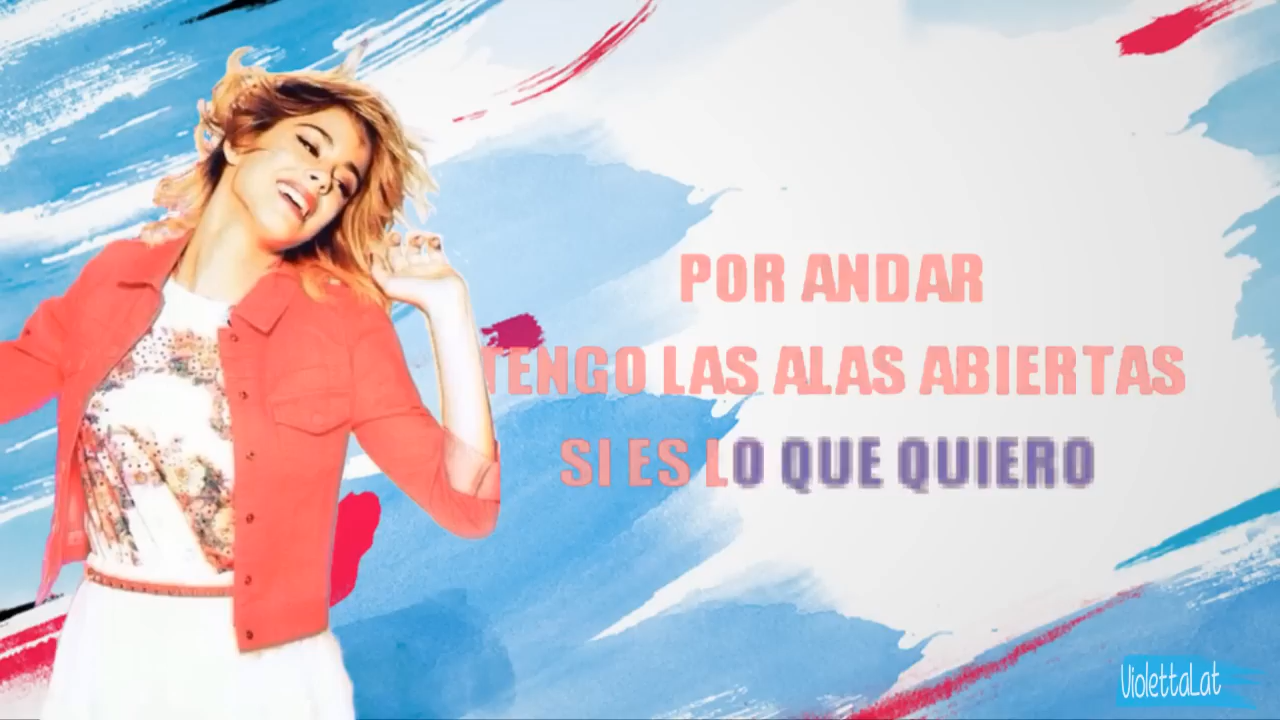 POR ANDAR
TENGO LAS ALAS ABIERTAS
SI ES LO QUE QUIERO
ViolettaLat